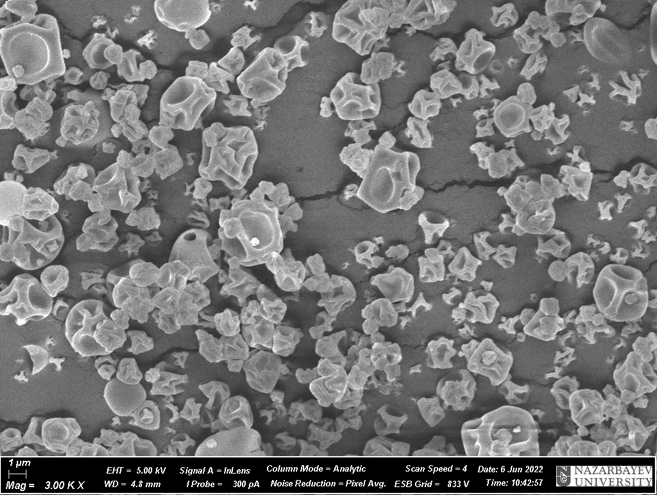 1 µm
Mag = 3.00 K X
EHT = 5.00 kV
WD = 4.8 mm
Signal A = InLens
I Probe = 300 pA
Column Mode = Analytic
Noise Reduction = Pixel Avg.
Scan Speed = 4
ESB Grid = 833 V
Date: 6 Jun 2022
Time: 10:42:57
NAZARBAYEV
UNIVERSITY